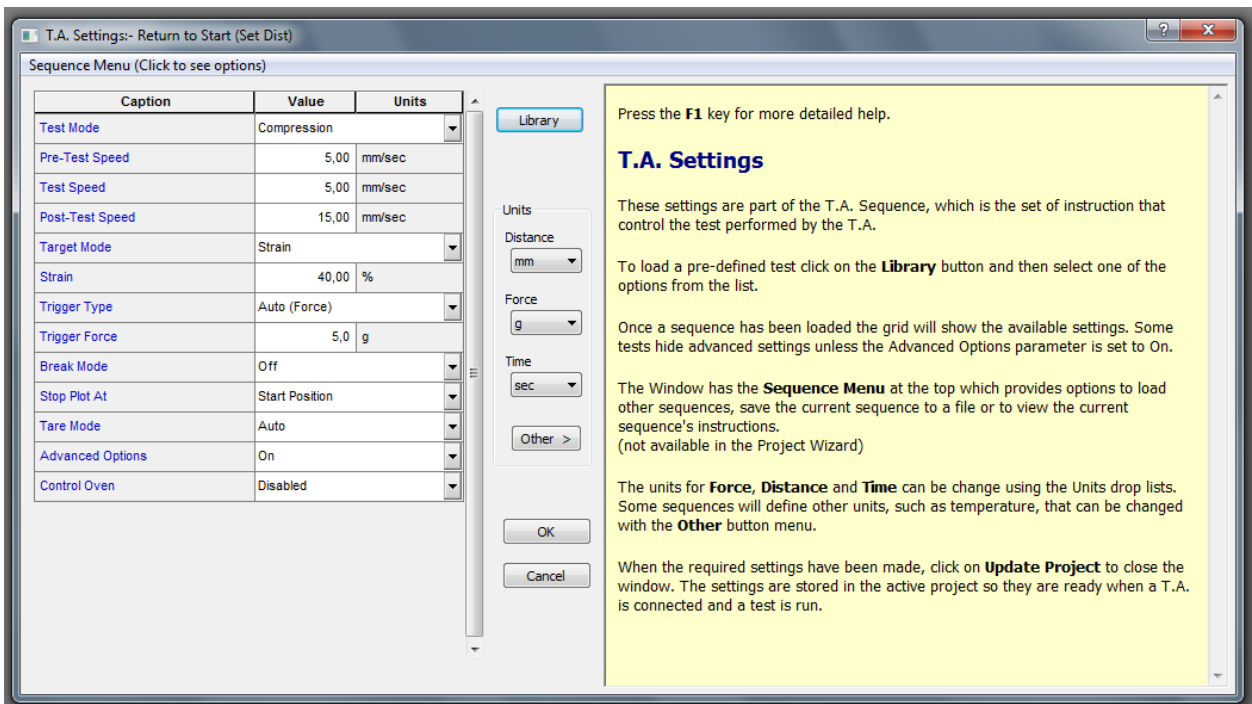 T.A. Settings:- Return to Start (Set Dist)
Sequence Menu (Click to see options)
Caption Value Units
Test Mode Compression
Pre-Test Speed 5,00 mm/sec
Test Speed 5,00 mm/sec
Post-Test Speed 15,00 mm/sec
Target Mode Strain
Strain 40,00 %
Trigger Type Auto (Force)
Trigger Force 5,0 g
Break Mode Off
Stop Plot At Start Position
Tare Mode Auto
Advanced Options On
Control Oven Disabled
Library
Units
Distance
mm
Force
g
Time
sec
Other >
OK
Cancel
Press the F1 key for more detailed help.
T.A. Settings
These settings are part of the T.A. Sequence, which is the set of instruction that
control the test performed by the T.A.
To load a pre-defined test click on the Library button and then select one of the
options from the list.
Once a sequence has been loaded the grid will show the available settings. Some
tests hide advanced settings unless the Advanced Options parameter is set to On.
The Window has the Sequence Menu at the top which provides options to load
other sequences, save the current sequence to a file or to view the current
sequence's instructions.
(not available in the Project Wizard)
The units for Force, Distance and Time can be change using the Units drop lists.
Some sequences will define other units, such as temperature, that can be changed
with the Other button menu.
When the required settings have been made, click on Update Project to close the
window. The settings are stored in the active project so they are ready when a T.A.
is connected and a test is run.